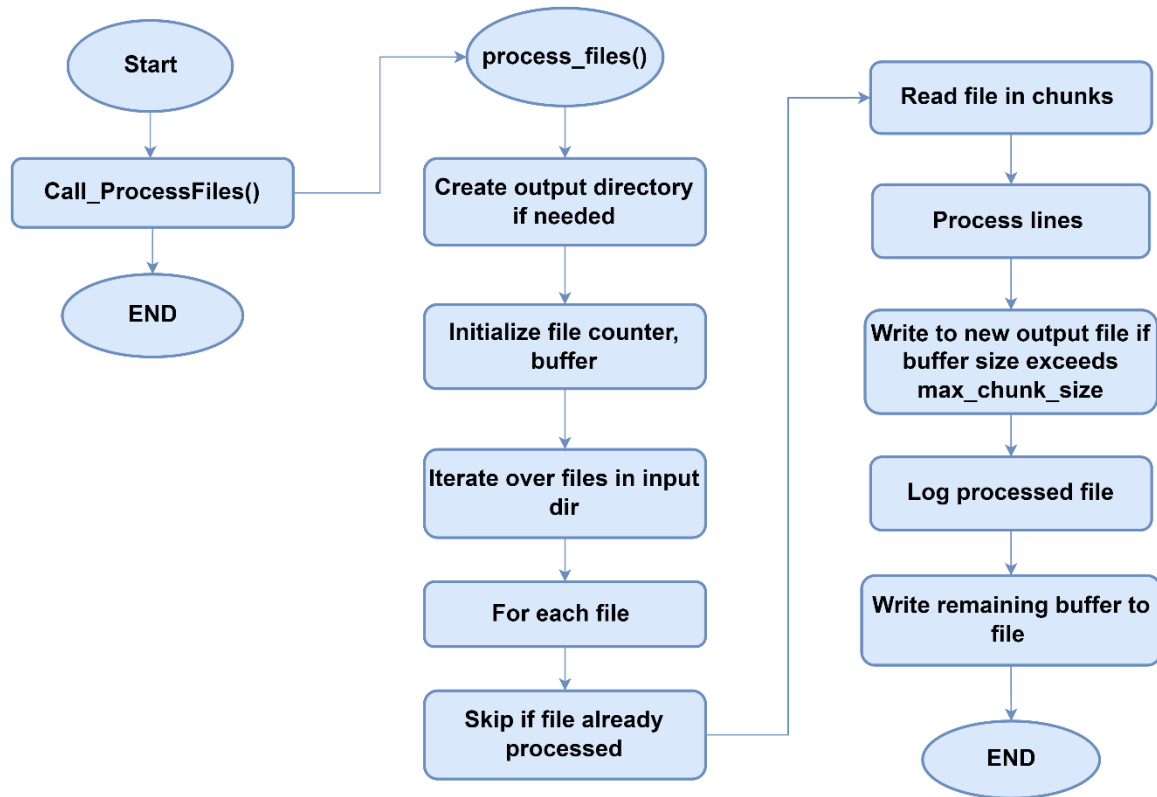 Start
Call_ProcessFiles()
END
process_files()
Create output directory
if needed
Initialize file counter,
buffer
Iterate over files in input
dir
For each file
Skip if file already
processed
Read file in chunks
Process lines
Write to new output file if
buffer size exceeds
max_chunk_size
Log processed file
Write remaining buffer to
file
END